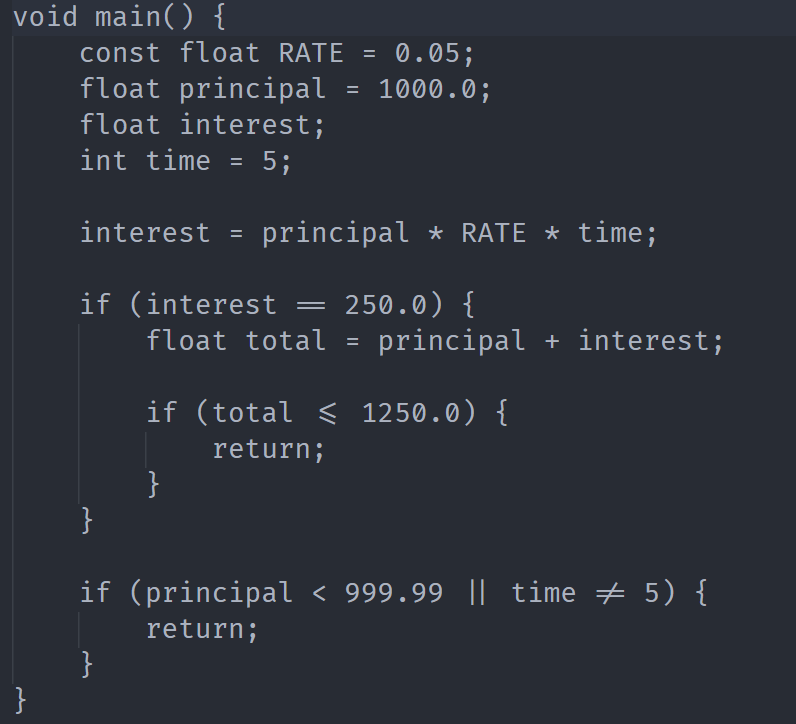 void main() {
    const float RATE = 0.05;
    float principal = 1000.0;
    float interest;
    int time = 5;

    interest = principal * RATE * time;

    if (interest == 250.0) {
        float total = principal + interest;

        if (total <= 1250.0) {
            return;
        }
    }

    if (principal < 999.99 || time != 5) {
        return;
    }
}